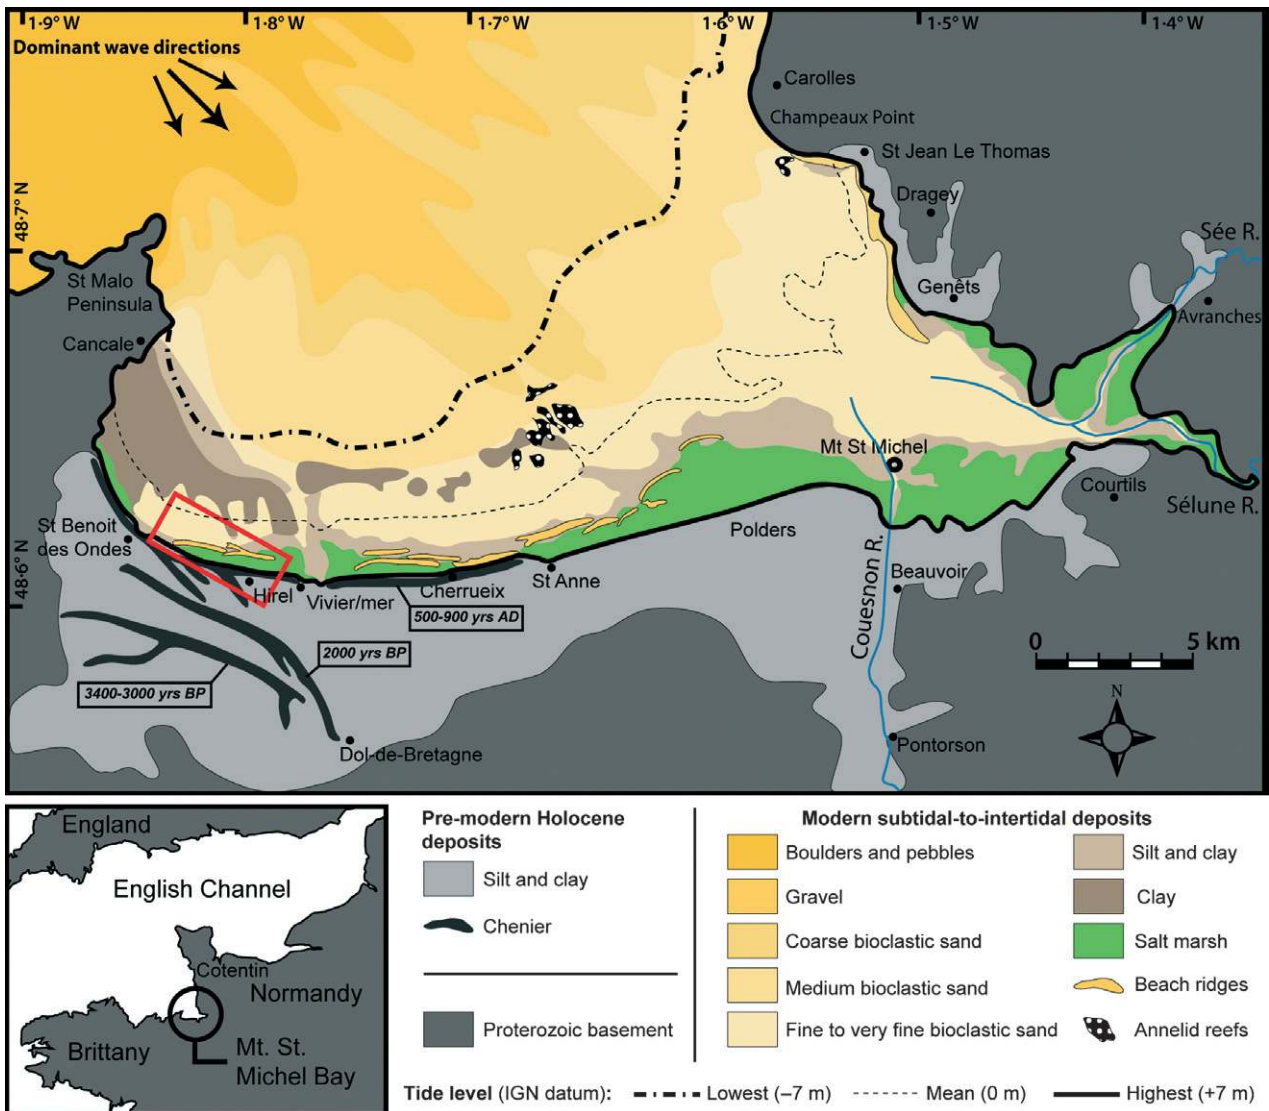 1·9° W
1·8° W
1·7° W
1·6° W
1·5° W
1·4° W
Dominant wave directions
Carolles
Champeaux Point
St Jean Le Thomas
Dragey
48·7° N
Sée R.
St Malo
Peninsula
Genêts
Avranches
Cancale
Mt St Michel
Courtils
Sélune R.
St Benoit
des Ondes
Polders
Hirel
Vivier/mer
Cherrueix
St Anne
Beauvoir
48·6° N
500-900 yrs AD
Couesnon R.
2000 yrs BP
0 5 km
3400-3000 yrs BP
N
Dol-de-Bretagne
Pontorson
England
English Channel
Cotentin
Normandy
Brittany
Mt. St.
Michel Bay
Pre-modern Holocene
deposits
Silt and clay
Chenier
Proterozoic basement
Modern subtidal-to-intertidal deposits
Boulders and pebbles
Gravel
Coarse bioclastic sand
Medium bioclastic sand
Fine to very fine bioclastic sand
Silt and clay
Clay
Salt marsh
Beach ridges
Annelid reefs
Tide level (IGN datum): Lowest (–7 m) Mean (0 m) Highest (+7 m)